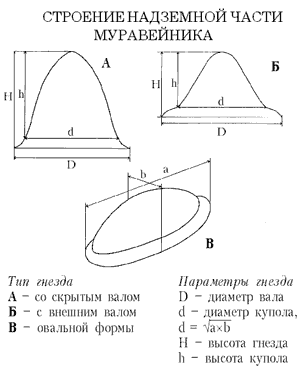 СТРОЕНИЕ НАДЗЕМНОЙ ЧАСТИ
МУРАВЕЙНИКА
А
H
h
d
D
Б
H
h
d
D
a
b
В
Тип гнезда
А – со скрытым валом
Б – с внешним валом
В – овальной формы
Параметры гнезда
D – диаметр вала
d – диаметр купола,
d = √a×b
H – высота гнезда
h – высота купола